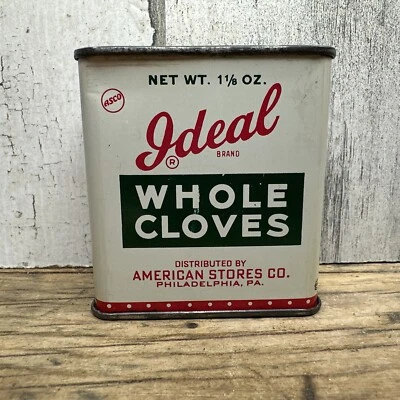 NET WT. 1⅛ OZ.
ASCO
Ideal
®
BRAND
WHOLE
CLOVES
DISTRIBUTED BY
AMERICAN STORES CO.
PHILADELPHIA, PA.